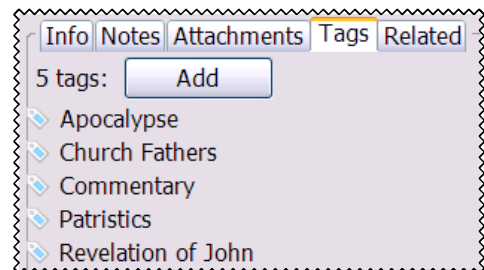 Info Notes Attachments Tags Related
5 tags: Add
Apocalypse
Church Fathers
Commentary
Patristics
Revelation of John